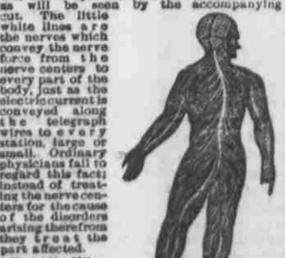 as will be seen by the accompanying
cut. The little
white lines are
the nerves which
convey the nerve
force from the
nerve centers to
every part of the
body, just as the
electric current is
conveyed along
the telegraph
wires to every
station, large or
small. Ordinary
physicians fail to
regard this fact;
instead of treat-
ing the nerve cen-
ters for the cause
of the disorders
arising therefrom
they treat the
part affected.